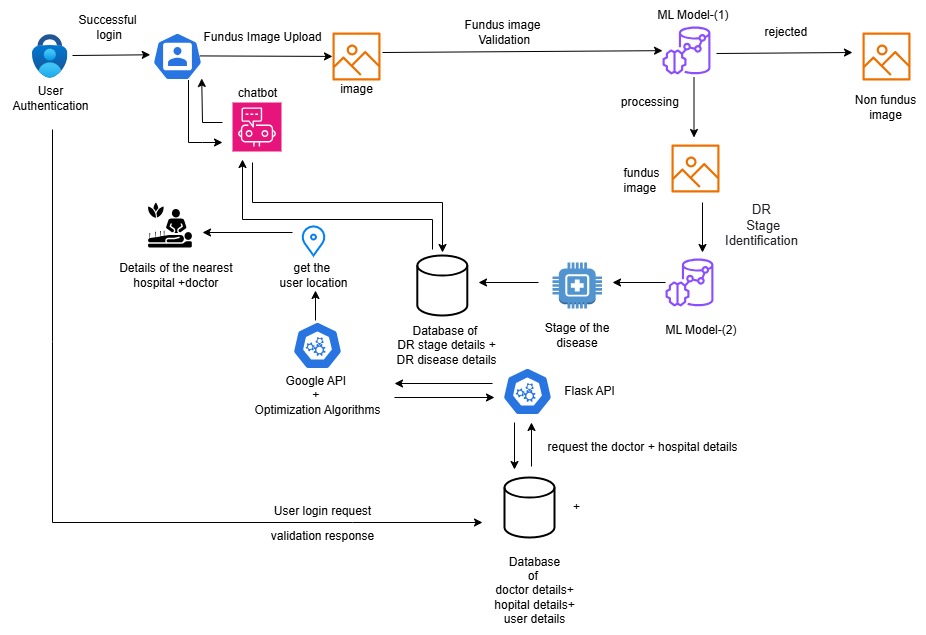 Successful
login
User
Authentication
Fundus Image Upload
image
Fundus image
Validation
ML Model-(1)
rejected
Non fundus
image
chatbot
processing
fundus
image
DR
Stage
Identification
ML Model-(2)
Stage of the
disease
Database of
DR stage details +
DR disease details
get the
user location
Details of the nearest
hospital +doctor
Google API
+
Optimization Algorithms
Flask API
request the doctor + hospital details
User login request
validation response
+
Database
of
doctor details+
hopital details+
user details